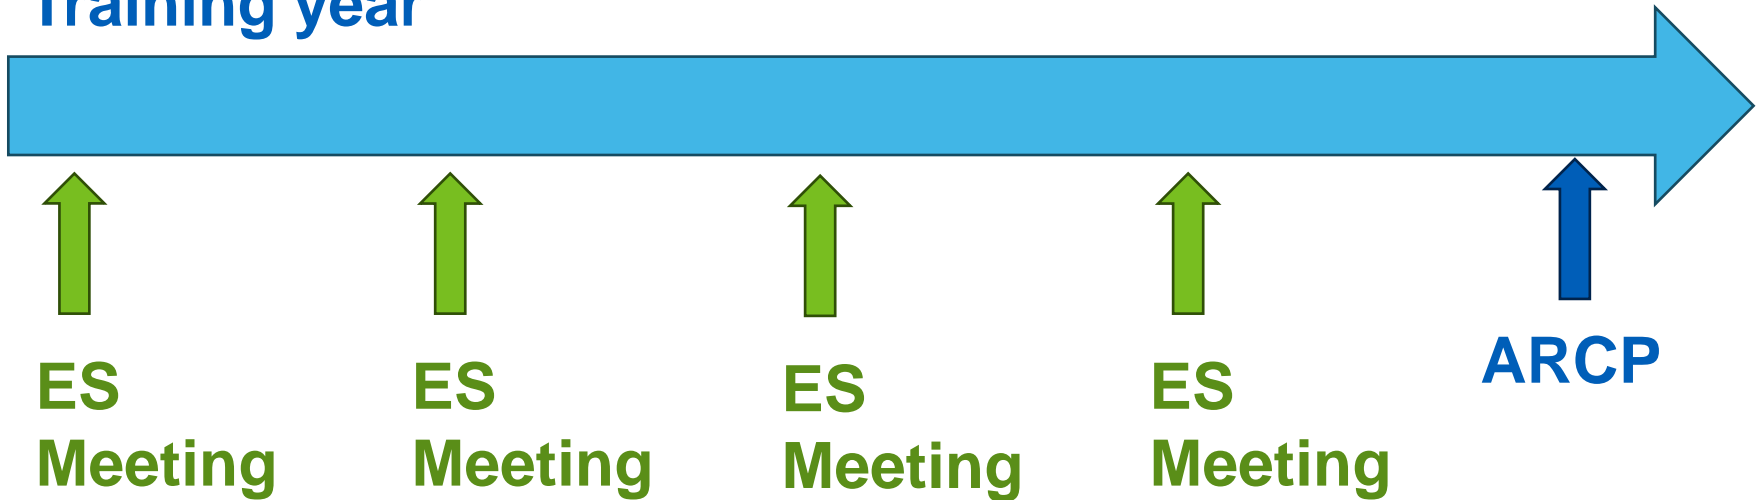 Training year
ARCP
ES
Meeting
ES
Meeting
ES
Meeting
ES
Meeting